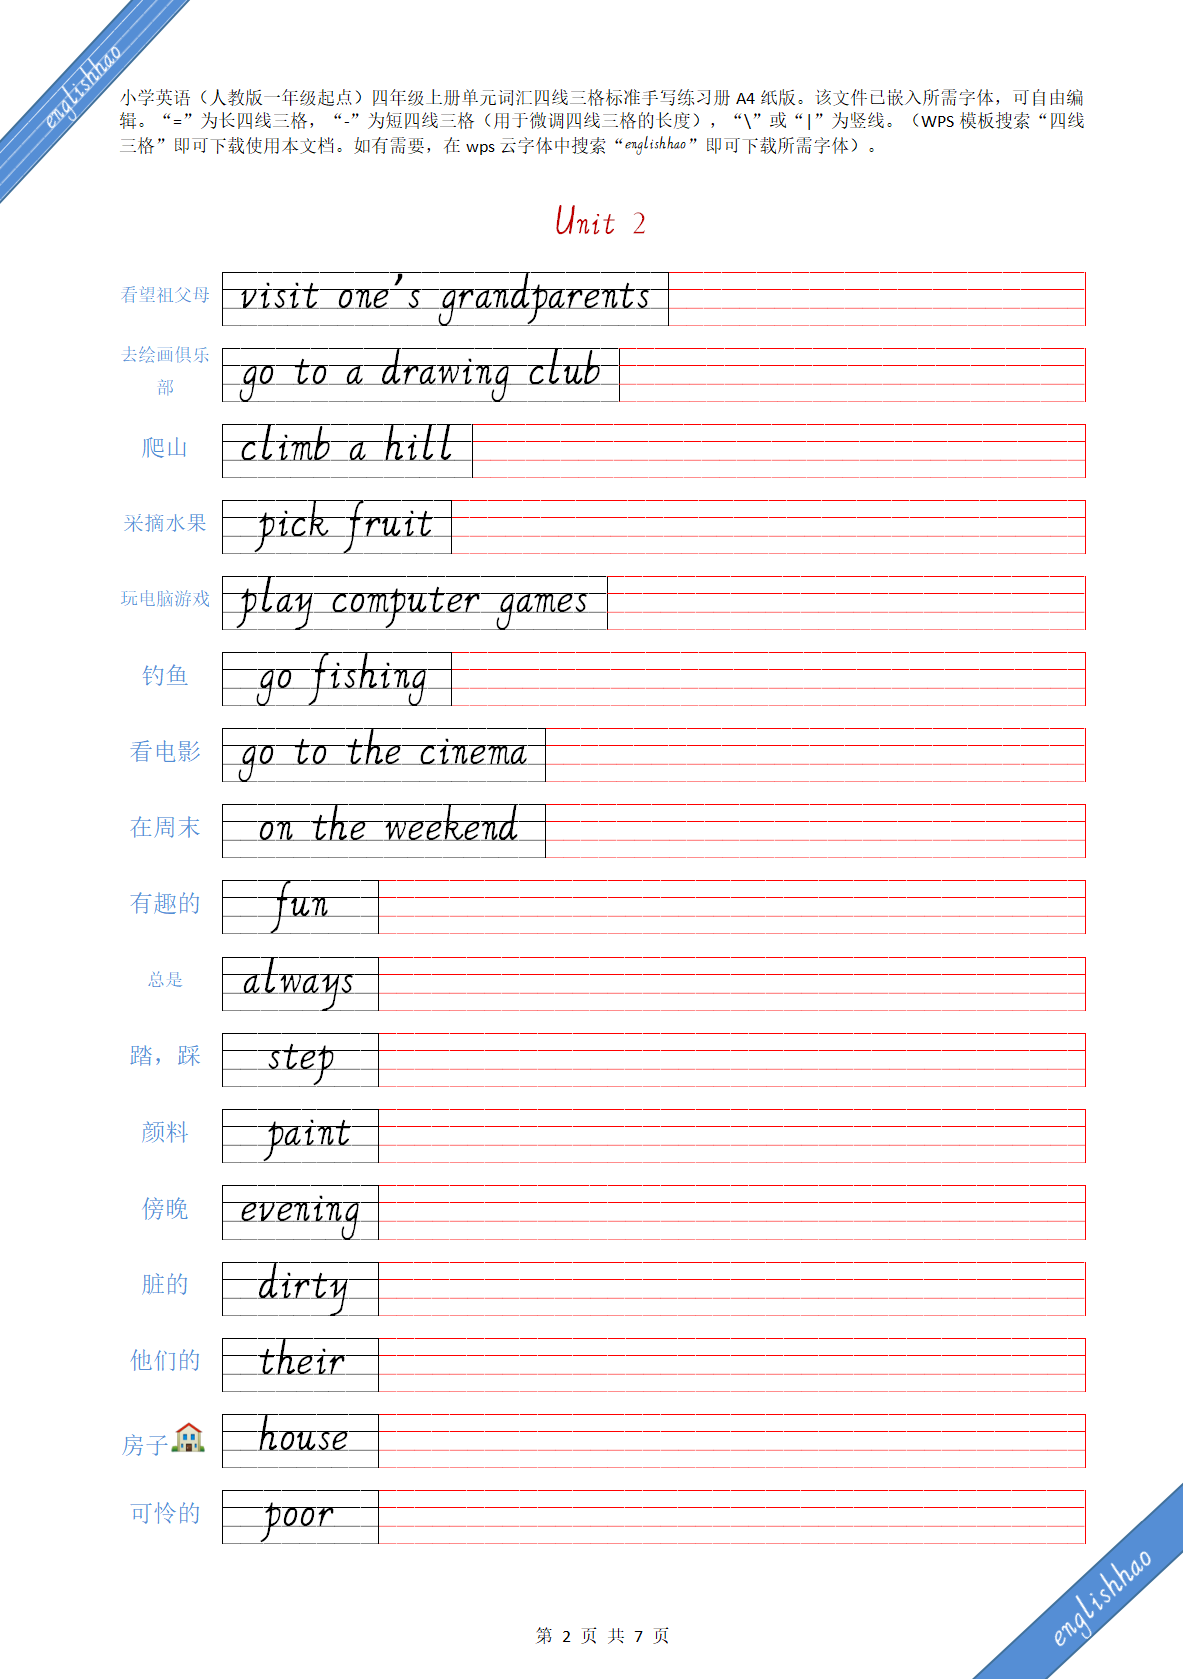 englishhao
小学英语（人教版一年级起点）四年级上册单元词汇四线三格标准手写练习册 A4 纸版。该文件已嵌入所需字体，可自由编
辑。“=”为长四线三格，“-”为短四线三格（用于微调四线三格的长度），“\”或“|”为竖线。（WPS 模板搜索“四线
三格”即可下载使用本文档。如有需要，在 wps 云字体中搜索“englishhao”即可下载所需字体）。
Unit 2
看望祖父母 visit one's grandparents
去绘画俱乐
部 go to a drawing club
爬山 climb a hill
采摘水果 pick fruit
玩电脑游戏 play computer games
钓鱼 go fishing
看电影 go to the cinema
在周末 on the weekend
有趣的 fun
总是 always
踏，踩 step
颜料 paint
傍晚 evening
脏的 dirty
他们的 their
房子 house
可怜的 poor
englishhao
第 2 页 共 7 页